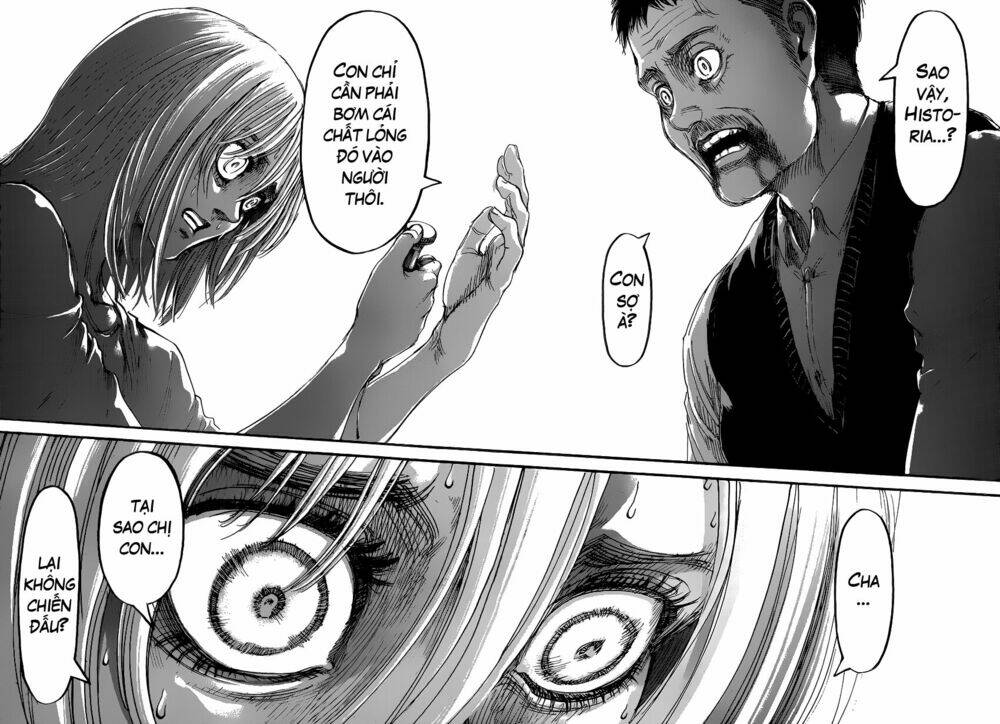 SAO
VẬY,
HISTO-
RIA...?
CON
SỢ
À?
CON CHỈ
CẦN PHẢI
BƠM CÁI
CHẤT LỎNG
ĐÓ VÀO
NGƯỜI
THÔI.
CHA
...
TẠI
SAO CHỊ
CON...
LẠI
KHÔNG
CHIẾN
ĐẤU?